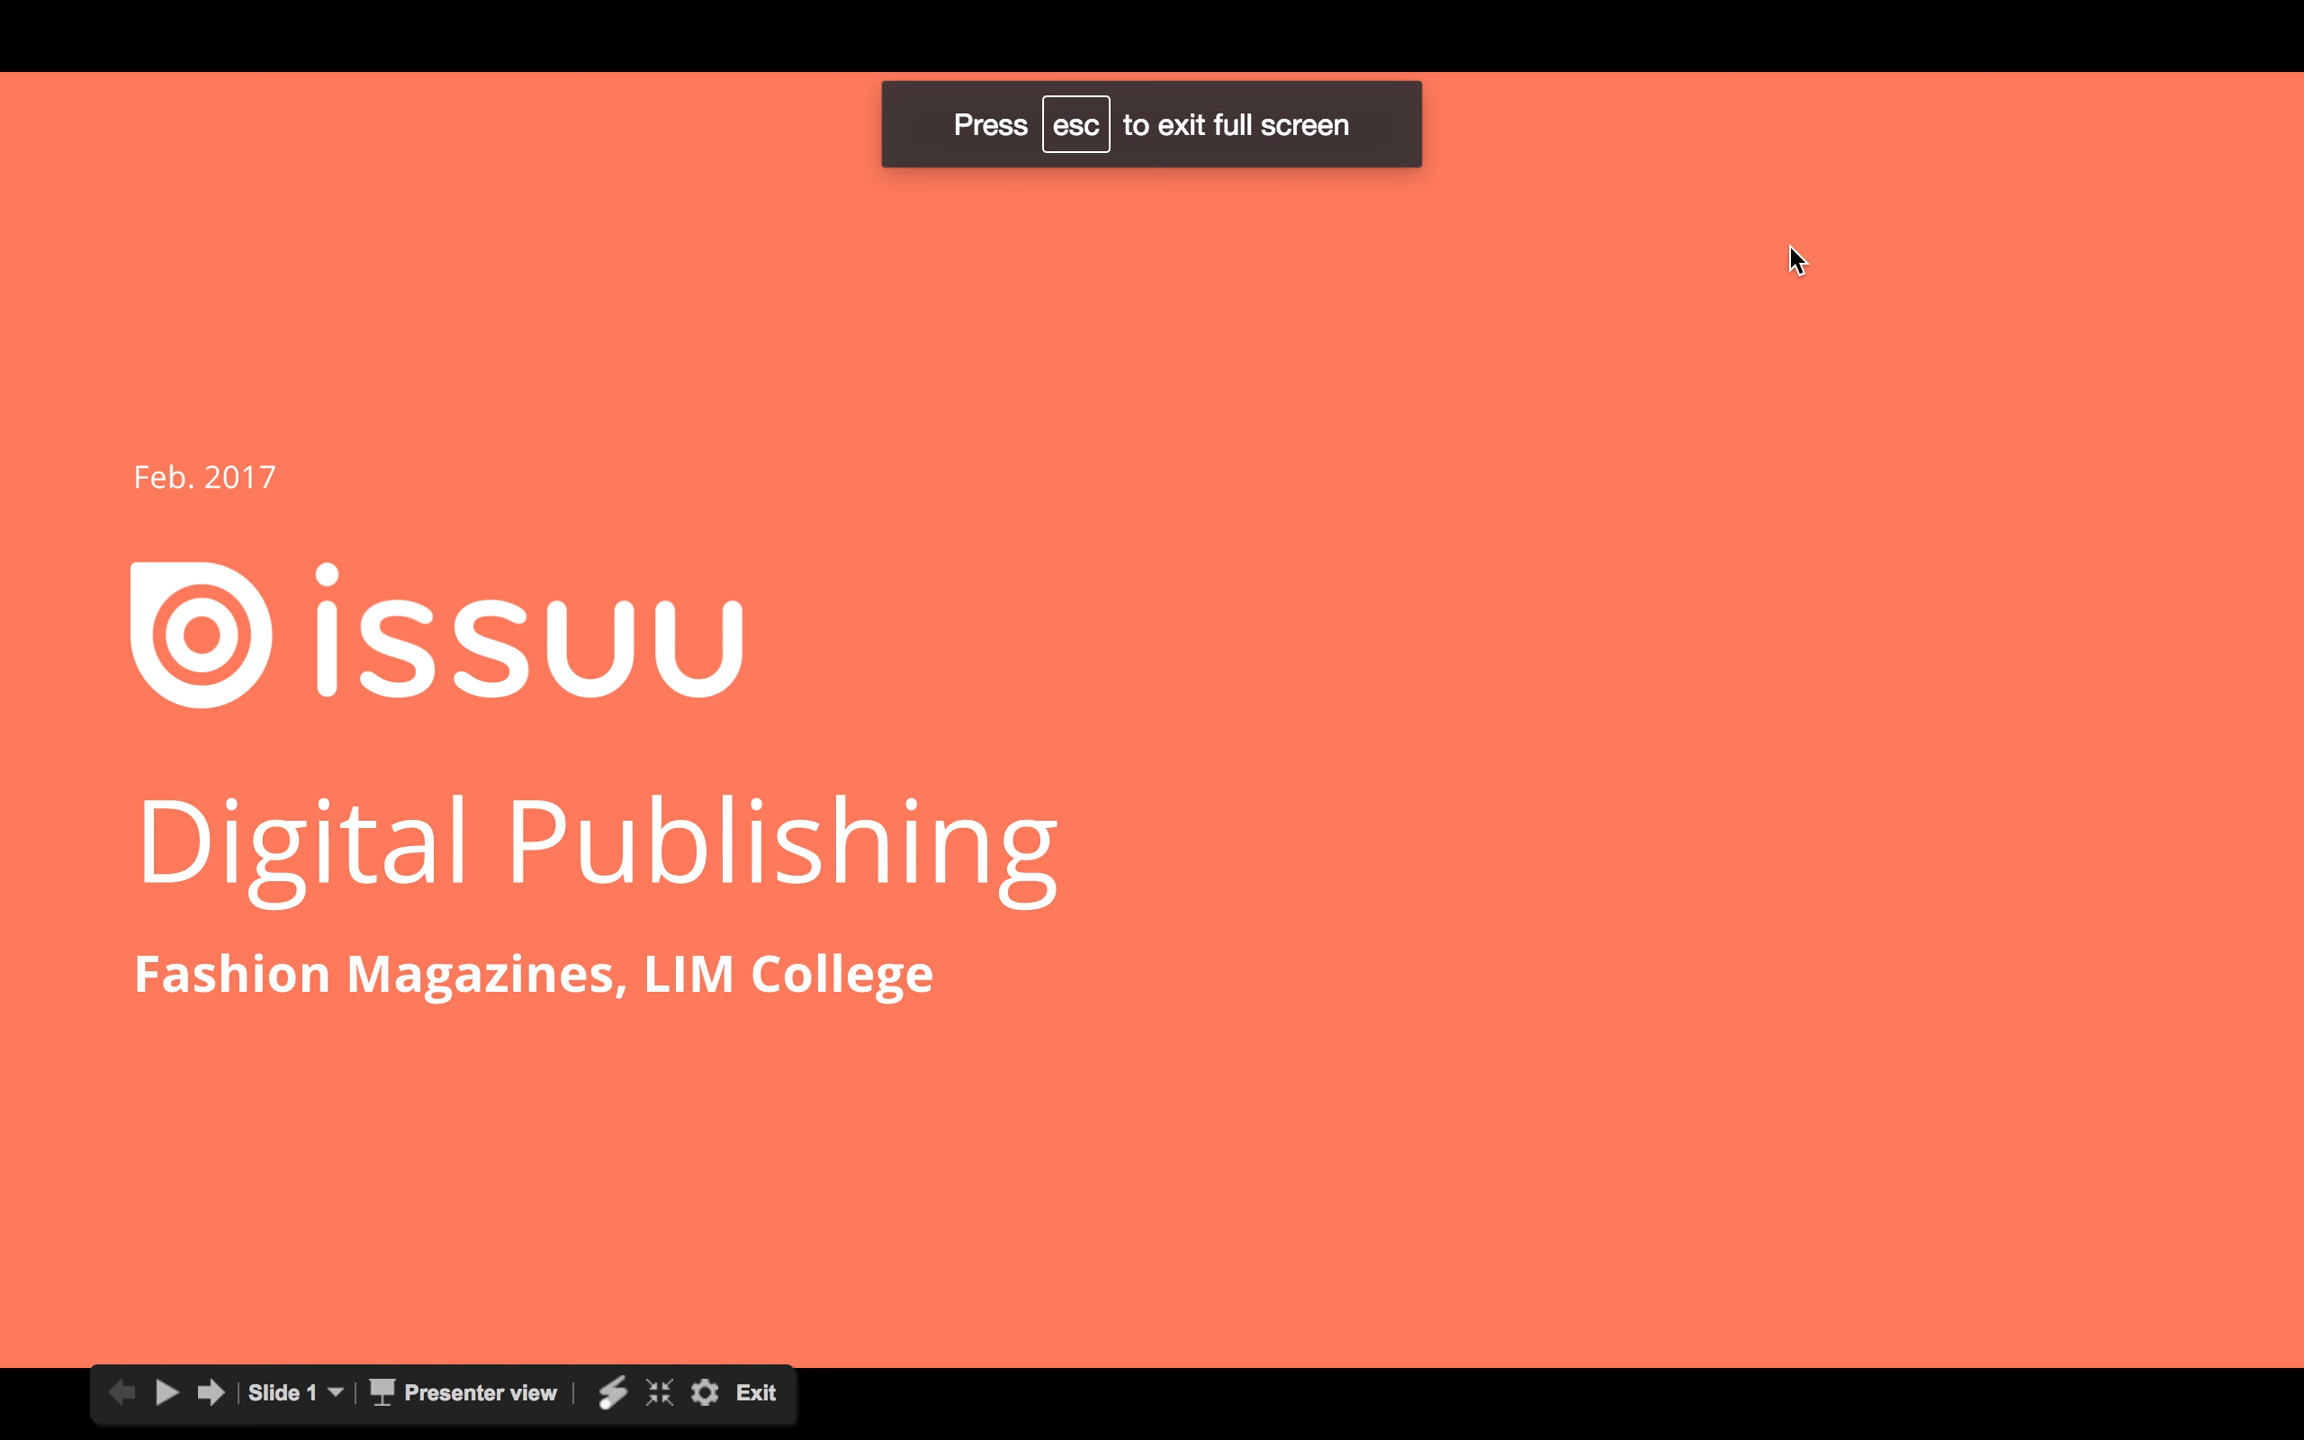 Press esc to exit full screen
Feb. 2017
issuu
Digital Publishing
Fashion Magazines, LIM College
Slide 1 Presenter view Exit